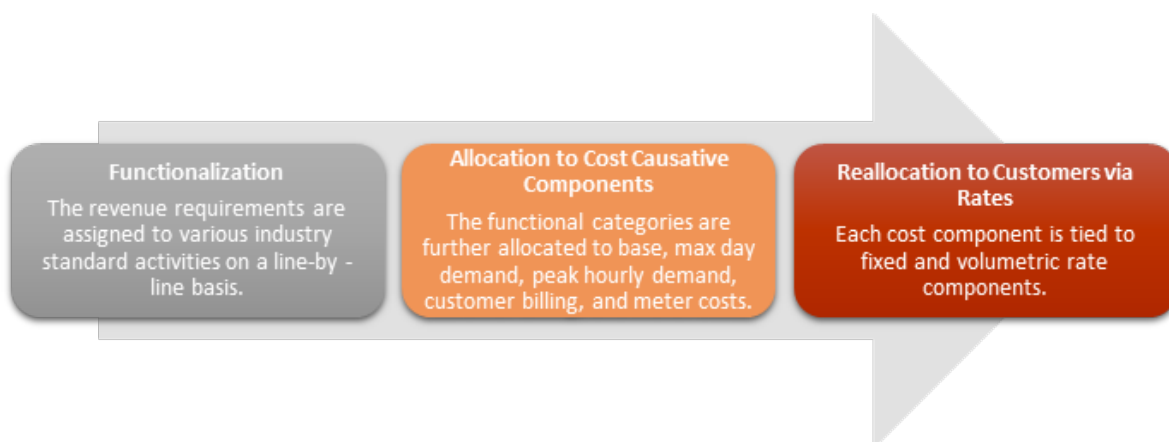 Functionalization
The revenue requirements are
assigned to various industry
standard activities on a line-by -
line basis.
Allocation to Cost Causative
Components
The functional categories are
further allocated to base, max day
demand, peak hourly demand,
customer billing, and meter costs.
Reallocation to Customers via
Rates
Each cost component is tied to
fixed and volumetric rate
components.